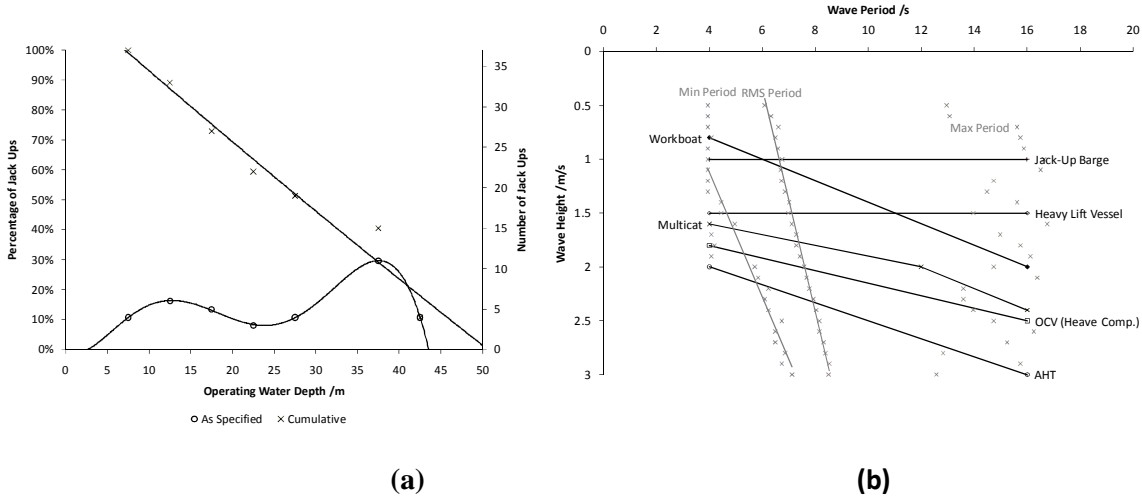 100%
90%
80%
70%
60%
50%
40%
30%
20%
10%
0%
Percentage of Jack Ups
35
30
25
20
15
10
5
0
Number of Jack Ups
0 5 10 15 20 25 30 35 40 45 50
Operating Water Depth /m
As Specified Cumulative
(a)
Wave Period /s
0 2 4 6 8 10 12 14 16 18 20
0
0.5
1
1.5
2
2.5
3
Wave Height /m/s
Min Period RMS Period
Max Period
Workboat
Jack-Up Barge
Heavy Lift Vessel
Multicat
OCV (Heave Comp.)
AHT
(b)